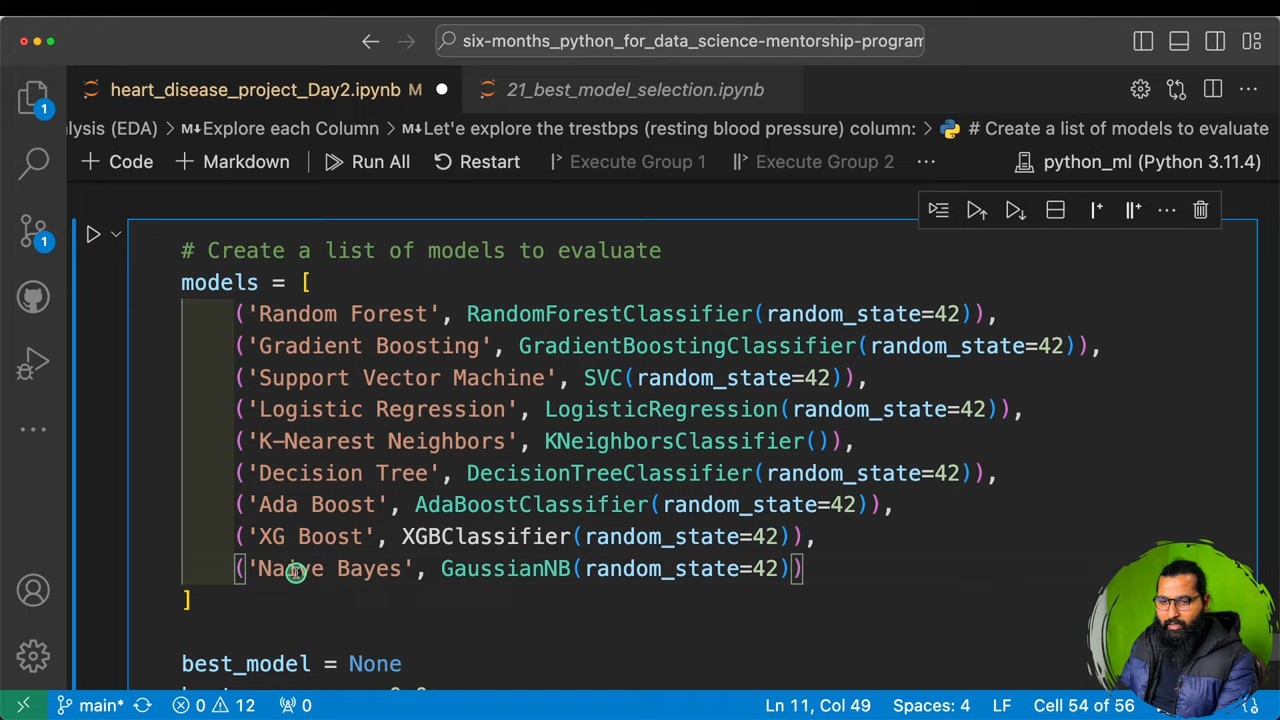 six-months_python_for_data_science-mentorship-program
heart_disease_project_Day2.ipynb M
21_best_model_selection.ipynb
alysis (EDA) > Explore each Column > Let's explore the trestbps (resting blood pressure) column: > # Create a list of models to evaluate
+ Code + Markdown Run All Restart Execute Group 1 Execute Group 2 ... python_ml (Python 3.11.4)
# Create a list of models to evaluate
models = [
('Random Forest', RandomForestClassifier(random_state=42)),
('Gradient Boosting', GradientBoostingClassifier(random_state=42)),
('Support Vector Machine', SVC(random_state=42)),
('Logistic Regression', LogisticRegression(random_state=42)),
('K-Nearest Neighbors', KNeighborsClassifier()),
('Decision Tree', DecisionTreeClassifier(random_state=42)),
('Ada Boost', AdaBoostClassifier(random_state=42)),
('XG Boost', XGBClassifier(random_state=42)),
('Naive Bayes', GaussianNB(random_state=42))
]
best_model = None
1
1
main* 0 12 0 Ln 11, Col 49 Spaces: 4 LF Cell 54 of 56